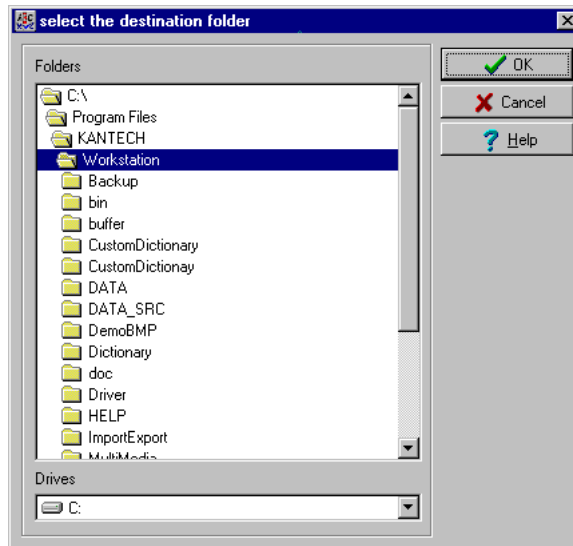 select the destination folder
Folders
C:\
Program Files
KANTECH
Workstation
Backup
bin
buffer
CustomDictionary
CustomDictionay
DATA
DATA_SRC
DemoBMP
Dictionary
doc
Driver
HELP
ImportExport
MultiMedia
Drives
C:
OK
Cancel
Help